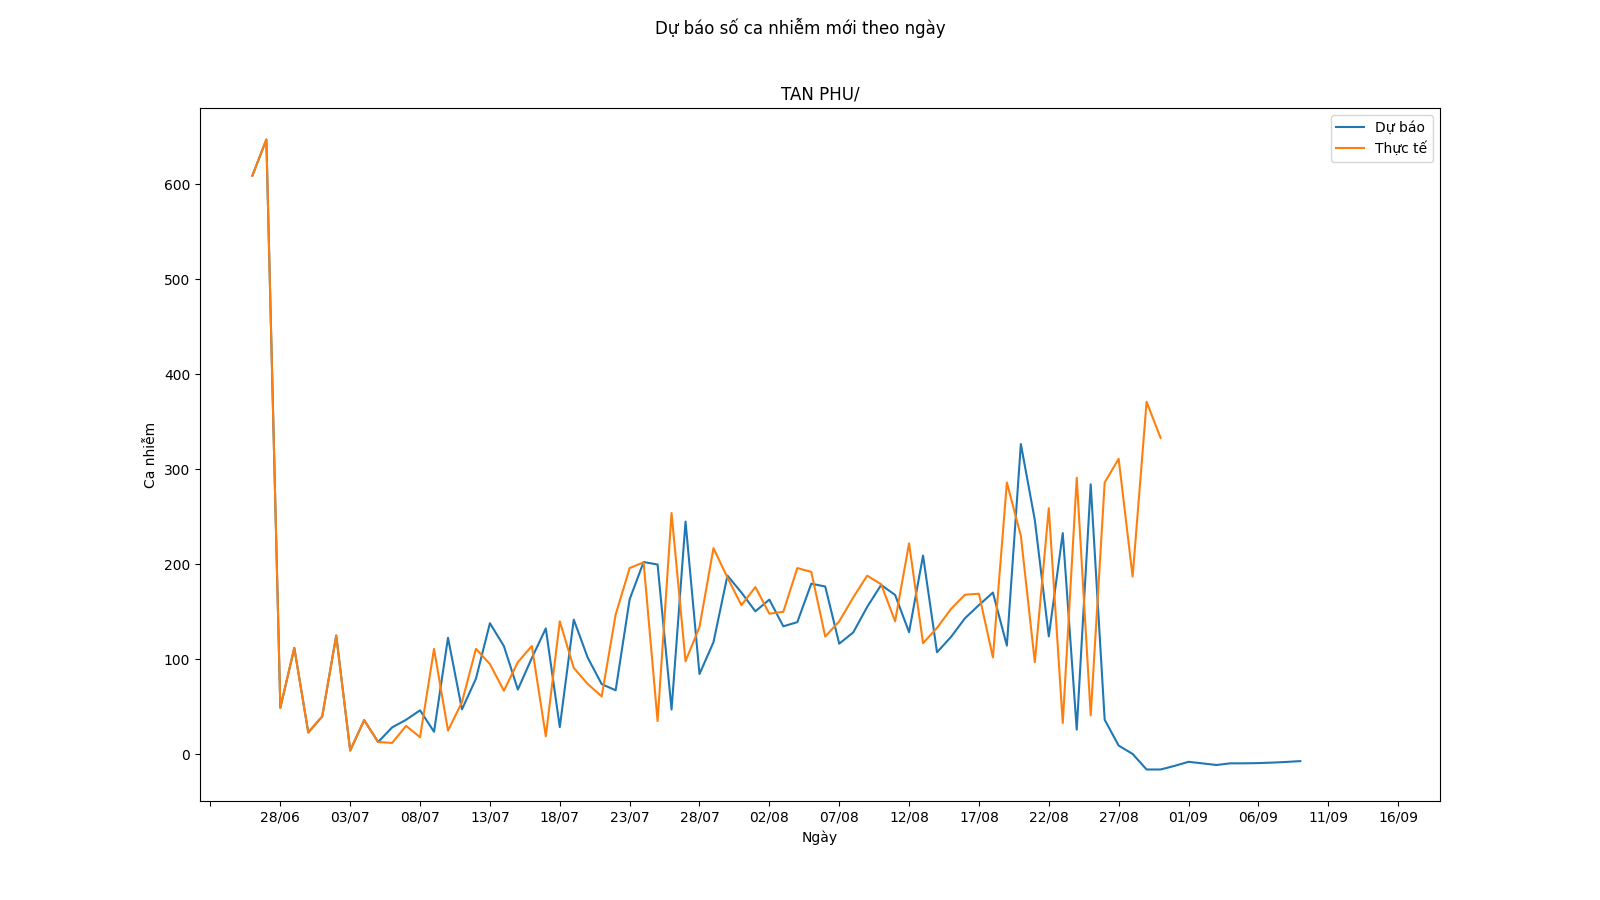 Dự báo số ca nhiễm mới theo ngày
TAN PHU/
Dự báo
Thực tế
600
500
400
300
200
100
0
Ca nhiễm
28/06 03/07 08/07 13/07 18/07 23/07 28/07 02/08 07/08 12/08 17/08 22/08 27/08 01/09 06/09 11/09 16/09
Ngày